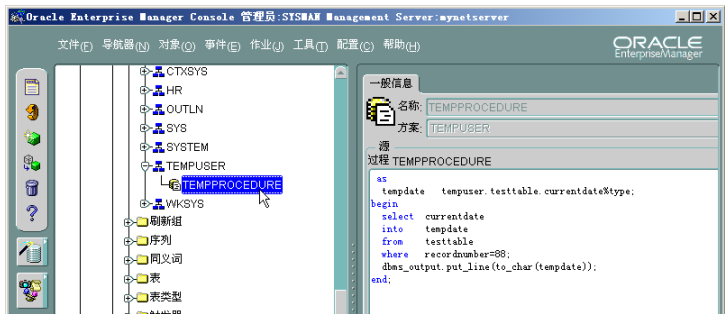 Oracle Enterprise Manager Console 管理员:SYSMAN Management Server:mynetserver
文件(F) 导航器(N) 对象(O) 事件(E) 作业(J) 工具(T) 配置(C) 帮助(H)
ORACLE
EnterpriseManager
CTXSYS
HR
OUTLN
SYS
SYSTEM
TEMPUSER
TEMPPROCEDURE
WKSYS
刷新组
序列
同义词
表
表类型
一般信息
名称: TEMPPROCEDURE
方案: TEMPUSER
源
过程 TEMPPROCEDURE
as
tempdate tempuser.testtable.currentdate%type;
begin
select currentdate
into tempdate
from testtable
where recordnumber=88;
dbms_output.put_line(to_char(tempdate));
end;